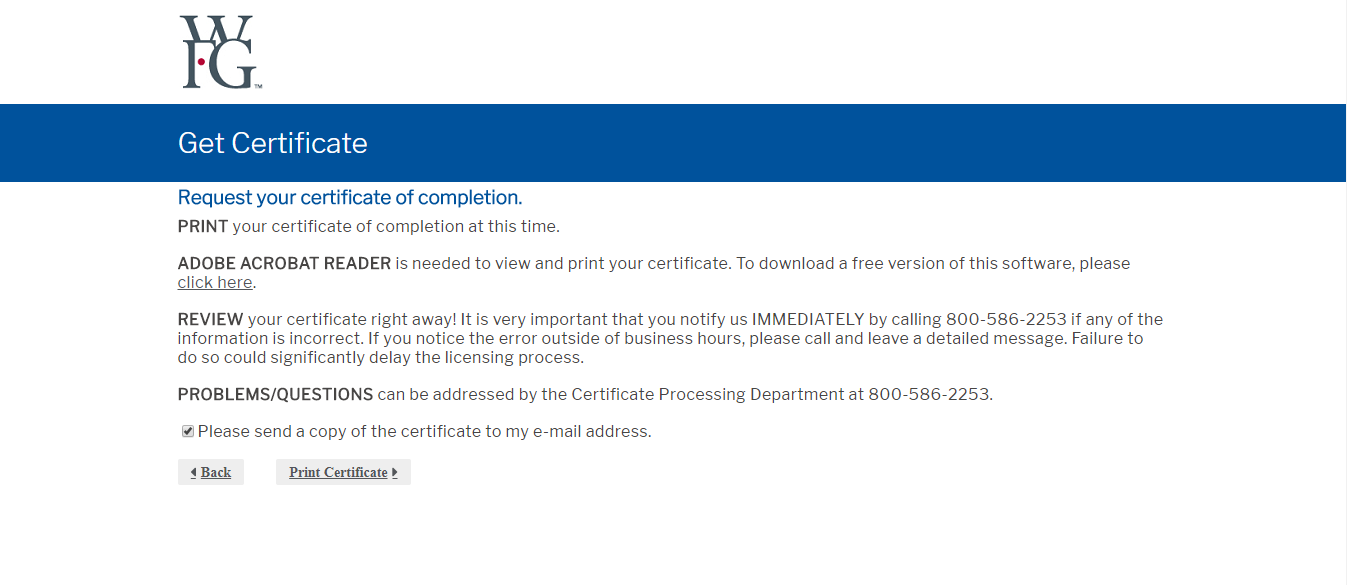 WFG™
Get Certificate
Request your certificate of completion.
PRINT your certificate of completion at this time.
ADOBE ACROBAT READER is needed to view and print your certificate. To download a free version of this software, please
click here.
REVIEW your certificate right away! It is very important that you notify us IMMEDIATELY by calling 800-586-2253 if any of the
information is incorrect. If you notice the error outside of business hours, please call and leave a detailed message. Failure to
do so could significantly delay the licensing process.
PROBLEMS/QUESTIONS can be addressed by the Certificate Processing Department at 800-586-2253.
Please send a copy of the certificate to my e-mail address.
Back Print Certificate